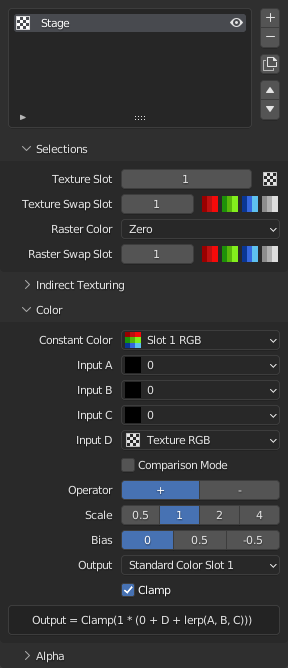 Stage
Selections
Texture Slot 1
Texture Swap Slot 1
Raster Color Zero
Raster Swap Slot 1
Indirect Texturing
Color
Constant Color Slot 1 RGB
Input A 0
Input B 0
Input C 0
Input D Texture RGB
Comparison Mode
Operator + -
Scale 0.5 1 2 4
Bias 0 0.5 -0.5
Output Standard Color Slot 1
Clamp
Output = Clamp(1 * (0 + D + lerp(A, B, C)))
Alpha